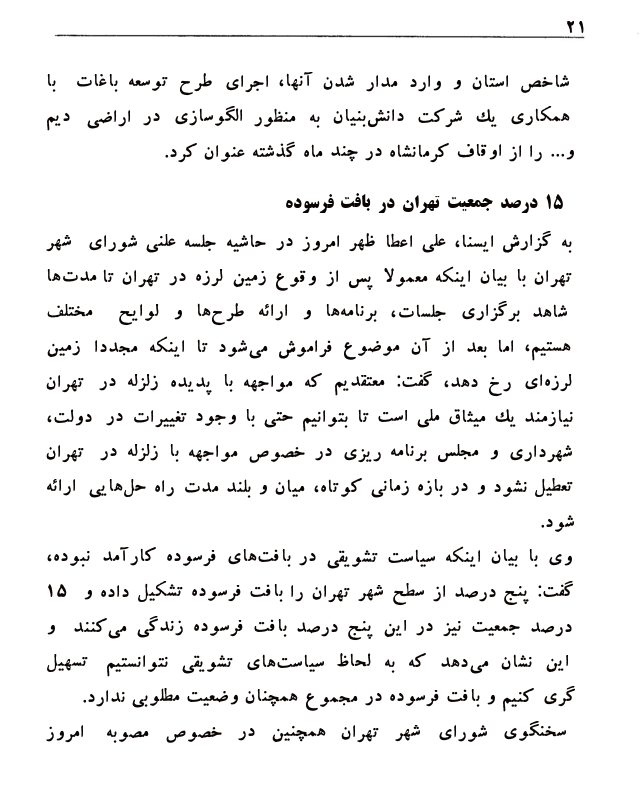 ۲۱
شاخص استان و وارد مدار شدن آنها، اجرای طرح توسعه باغات با
همکاری یك شرکت دانش‌بنیان به منظور الگوسازی در اراضی دیم
و... را از اوقاف کرمانشاه در چند ماه گذشته عنوان کرد.
۱۵ درصد جمعیت تهران در بافت فرسوده
به گزارش ایسنا، علی اعطا ظهر امروز در حاشیه جلسه علنی شورای شهر
تهران با بیان اینکه معمولا پس از وقوع زمین لرزه در تهران تا مدت‌ها
شاهد برگزاری جلسات، برنامه‌ها و ارائه طرح‌ها و لوایح مختلف
هستیم، اما بعد از آن موضوع فراموش می‌شود تا اینکه مجددا زمین
لرزه‌ای رخ دهد، گفت: معتقدیم که مواجهه با پدیده زلزله در تهران
نیازمند یك میثاق ملی است تا بتوانیم حتی با وجود تغییرات در دولت،
شهرداری و مجلس برنامه ریزی در خصوص مواجهه با زلزله در تهران
تعطیل نشود و در بازه زمانی کوتاه، میان و بلند مدت راه حل‌هایی ارائه
شود.
وی با بیان اینکه سیاست تشویقی در بافت‌های فرسوده کارآمد نبوده،
گفت: پنج درصد از سطح شهر تهران را بافت فرسوده تشکیل داده و ۱۵
درصد جمعیت نیز در این پنج درصد بافت فرسوده زندگی می‌کنند و
این نشان می‌دهد که به لحاظ سیاست‌های تشویقی نتوانستیم تسهیل
گری کنیم و بافت فرسوده در مجموع همچنان وضعیت مطلوبی ندارد.
سخنگوی شورای شهر تهران همچنین در خصوص مصوبه امروز